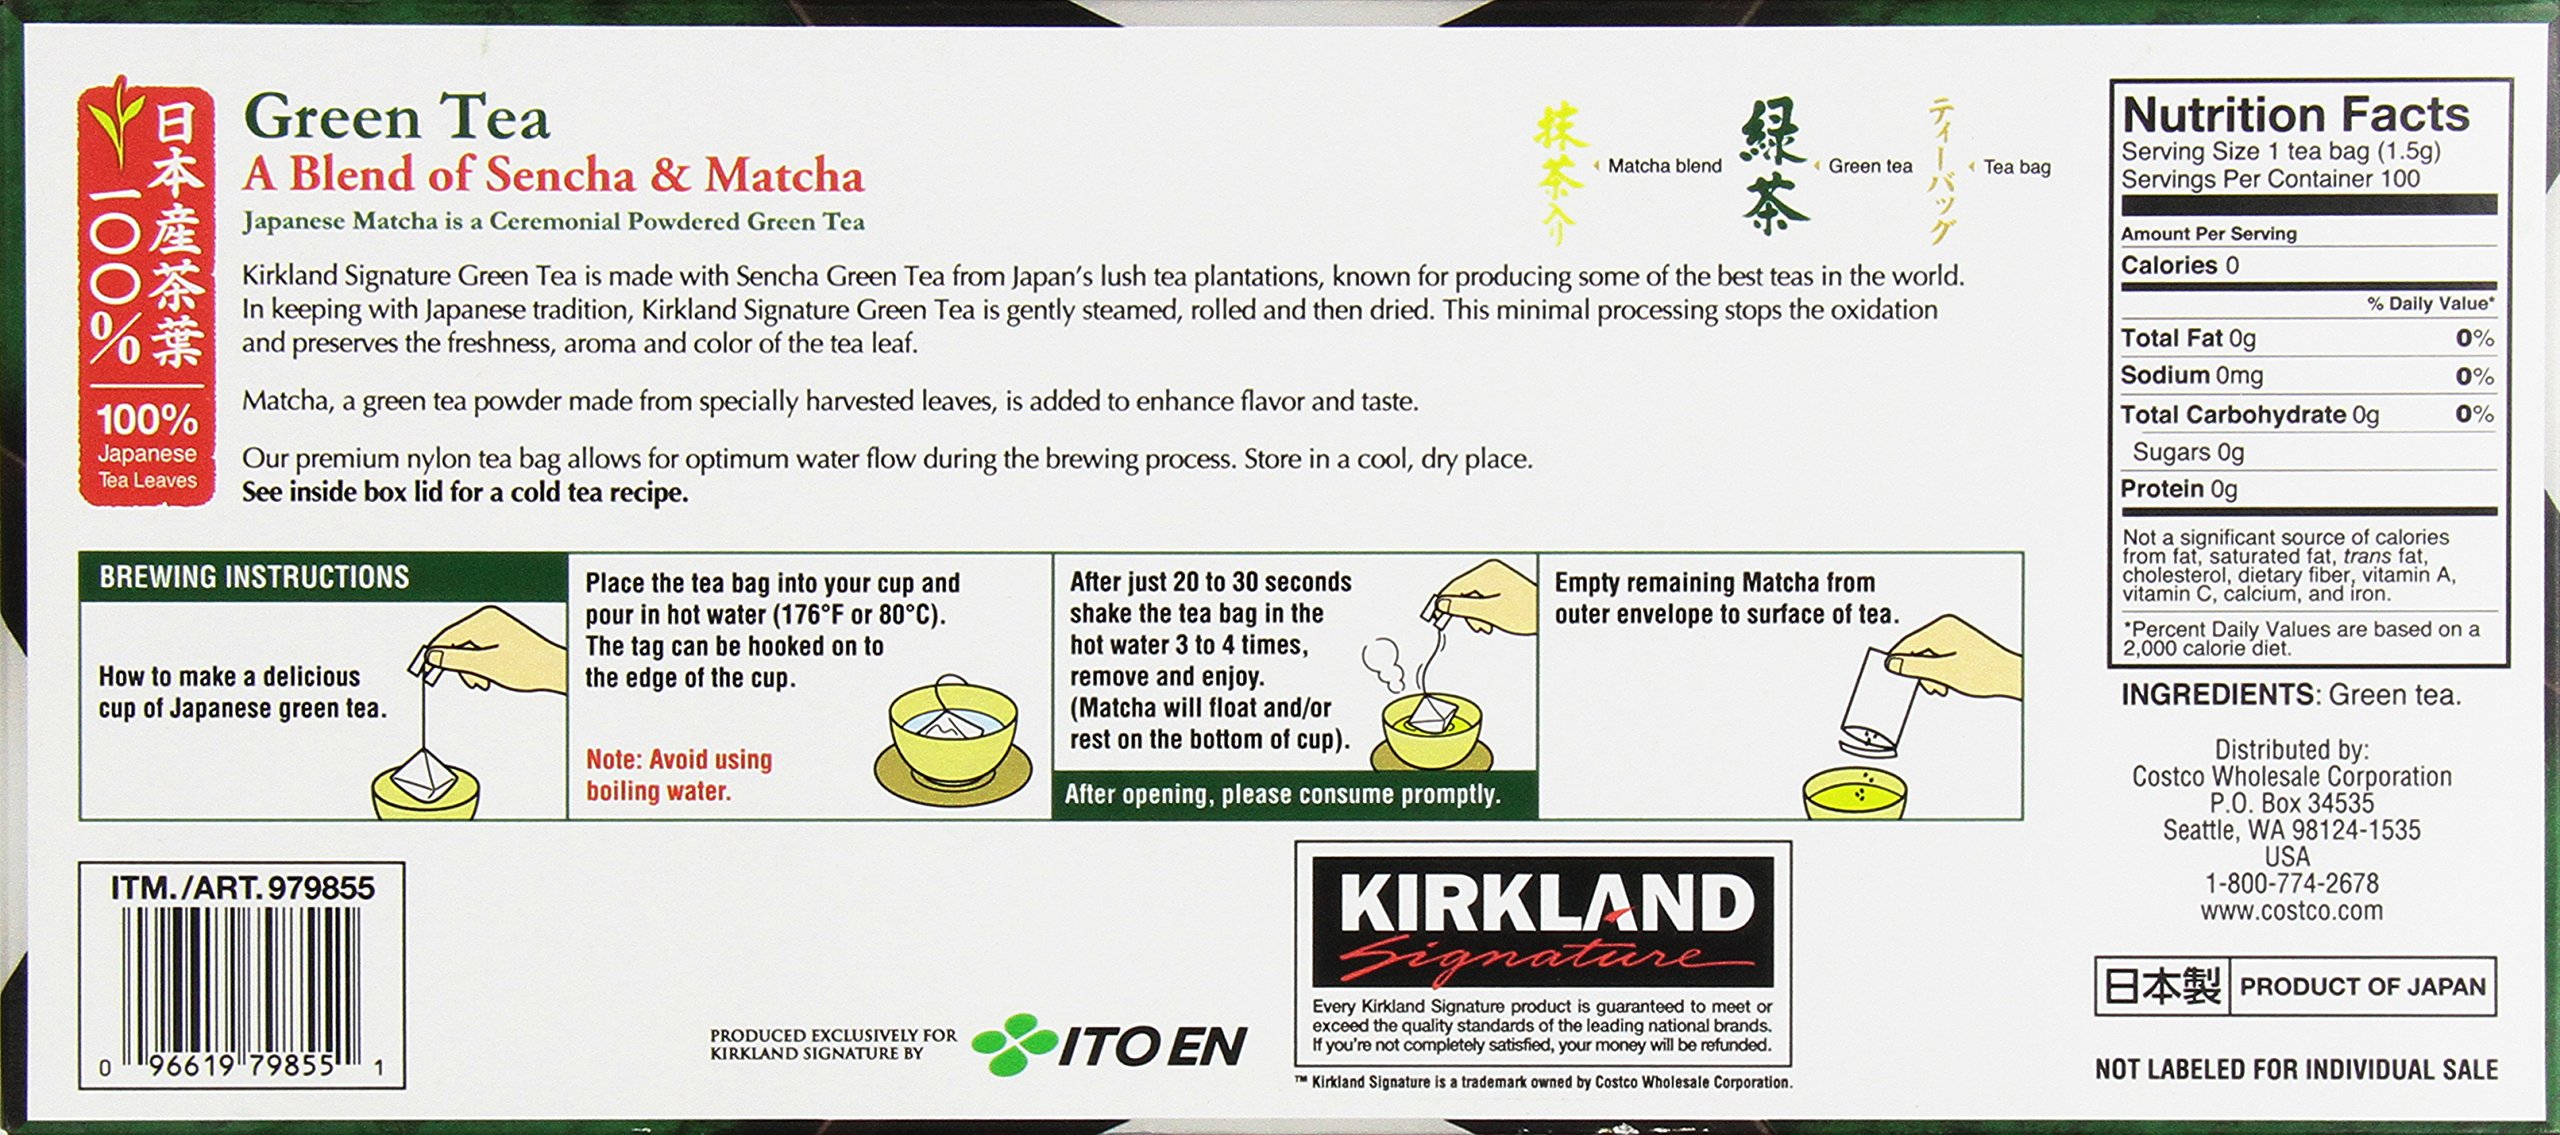 日本産茶葉
一〇〇%
100%
Japanese
Tea Leaves
Green Tea
A Blend of Sencha & Matcha
Japanese Matcha is a Ceremonial Powdered Green Tea
抹茶入り
Matcha blend
緑茶
Green tea
ティーバッグ
Tea bag
Kirkland Signature Green Tea is made with Sencha Green Tea from Japan's lush tea plantations, known for producing some of the best teas in the world.
In keeping with Japanese tradition, Kirkland Signature Green Tea is gently steamed, rolled and then dried. This minimal processing stops the oxidation
and preserves the freshness, aroma and color of the tea leaf.
Matcha, a green tea powder made from specially harvested leaves, is added to enhance flavor and taste.
Our premium nylon tea bag allows for optimum water flow during the brewing process. Store in a cool, dry place.
See inside box lid for a cold tea recipe.
BREWING INSTRUCTIONS
How to make a delicious
cup of Japanese green tea.
Place the tea bag into your cup and
pour in hot water (176°F or 80°C).
The tag can be hooked on to
the edge of the cup.
Note: Avoid using
boiling water.
After just 20 to 30 seconds
shake the tea bag in the
hot water 3 to 4 times,
remove and enjoy.
(Matcha will float and/or
rest on the bottom of cup).
After opening, please consume promptly.
Empty remaining Matcha from
outer envelope to surface of tea.
ITM./ART. 979855
0 96619 79855 1
PRODUCED EXCLUSIVELY FOR
KIRKLAND SIGNATURE BY
ITO EN
KIRKLAND
Signature
Every Kirkland Signature product is guaranteed to meet or
exceed the quality standards of the leading national brands.
If you're not completely satisfied, your money will be refunded.
™ Kirkland Signature is a trademark owned by Costco Wholesale Corporation.
Nutrition Facts
Serving Size 1 tea bag (1.5g)
Servings Per Container 100
Amount Per Serving
Calories 0
% Daily Value*
Total Fat 0g 0%
Sodium 0mg 0%
Total Carbohydrate 0g 0%
Sugars 0g
Protein 0g
Not a significant source of calories
from fat, saturated fat, trans fat,
cholesterol, dietary fiber, vitamin A,
vitamin C, calcium, and iron.
*Percent Daily Values are based on a
2,000 calorie diet.
INGREDIENTS: Green tea.
Distributed by:
Costco Wholesale Corporation
P.O. Box 34535
Seattle, WA 98124-1535
USA
1-800-774-2678
www.costco.com
日本製 PRODUCT OF JAPAN
NOT LABELED FOR INDIVIDUAL SALE